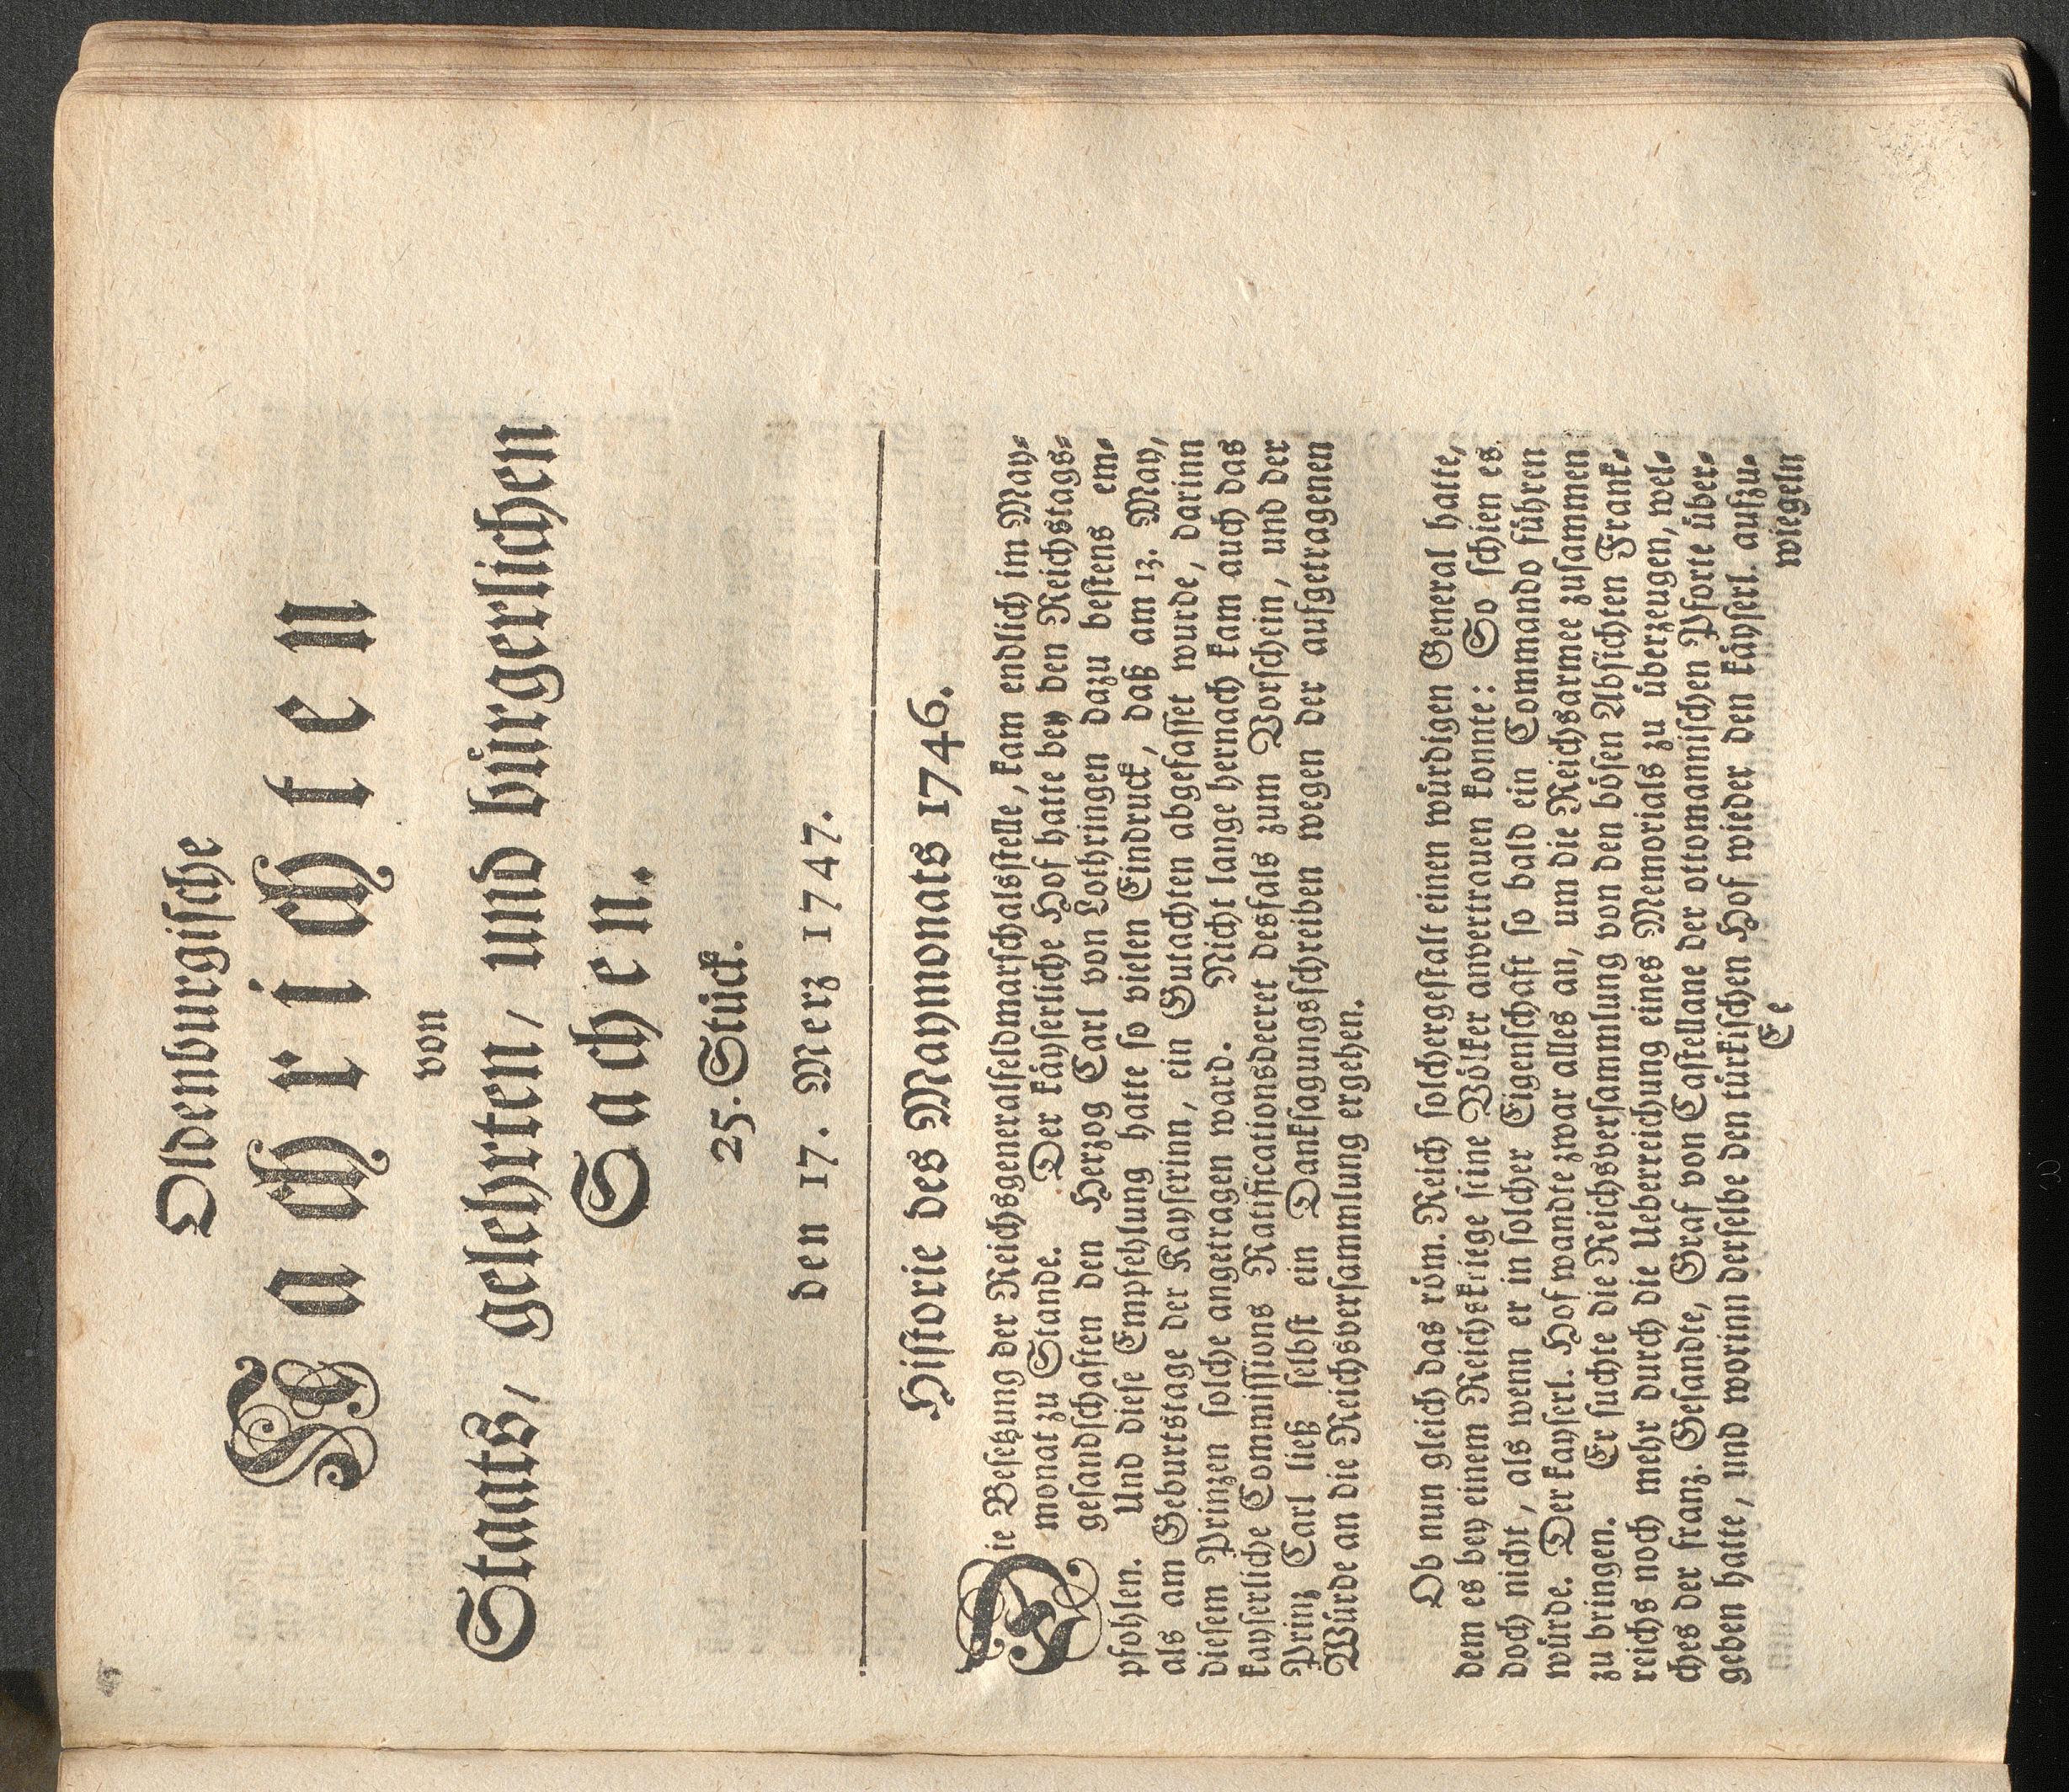 Oldenburgische
Nachrichten
von
Staats, gelehrten, und bürgerlichen
Sachen.
25. Stück.
den 17. Merz 1747.
Historie des Maymonats 1746.
Die Besetzung der Reichsgeneralfeldmarschalsstelle, kam endlich im May-
monat zu Stande. Der käyserliche Hof hatte bey den Reichstags-
gesandschaften den Herzog Carl von Lothringen dazu bestens em-
pfohlen. Und diese Empfehlung hatte so vielen Eindruck, daß am 13. May,
als am Geburtstage der Kayserinn, ein Gutachten abgefasset wurde, darinn
diesem Prinzen solche angetragen ward. Nicht lange hernach kam auch das
kayserliche Commissions Ratificationsdecret desfals zum Vorschein, und der
Prinz Carl ließ selbst ein Danksagungsschreiben wegen der aufgetragenen
Würde an die Reichsversammlung ergehen.
Ob nun gleich das röm. Reich solchergestalt einen würdigen General hatte,
dem es bey einem Reichskriege seine Völker anvertrauen konnte: So schien es
doch nicht, als wenn er in solcher Eigenschaft so bald ein Commando führen
würde. Der kayserl. Hof wandte zwar alles an, um die Reichsarmee zusammen
zu bringen. Er suchte die Reichsversammlung von den bösen Absichten Frank-
reichs noch mehr durch die Ueberreichung eines Memorials zu überzeugen, wel-
ches der franz. Gesandte, Graf von Castellane der ottomannischen Pforte über-
geben hatte, und worinn derselbe den türkischen Hof wieder den käyserl. aufzu-
Ee wiegeln